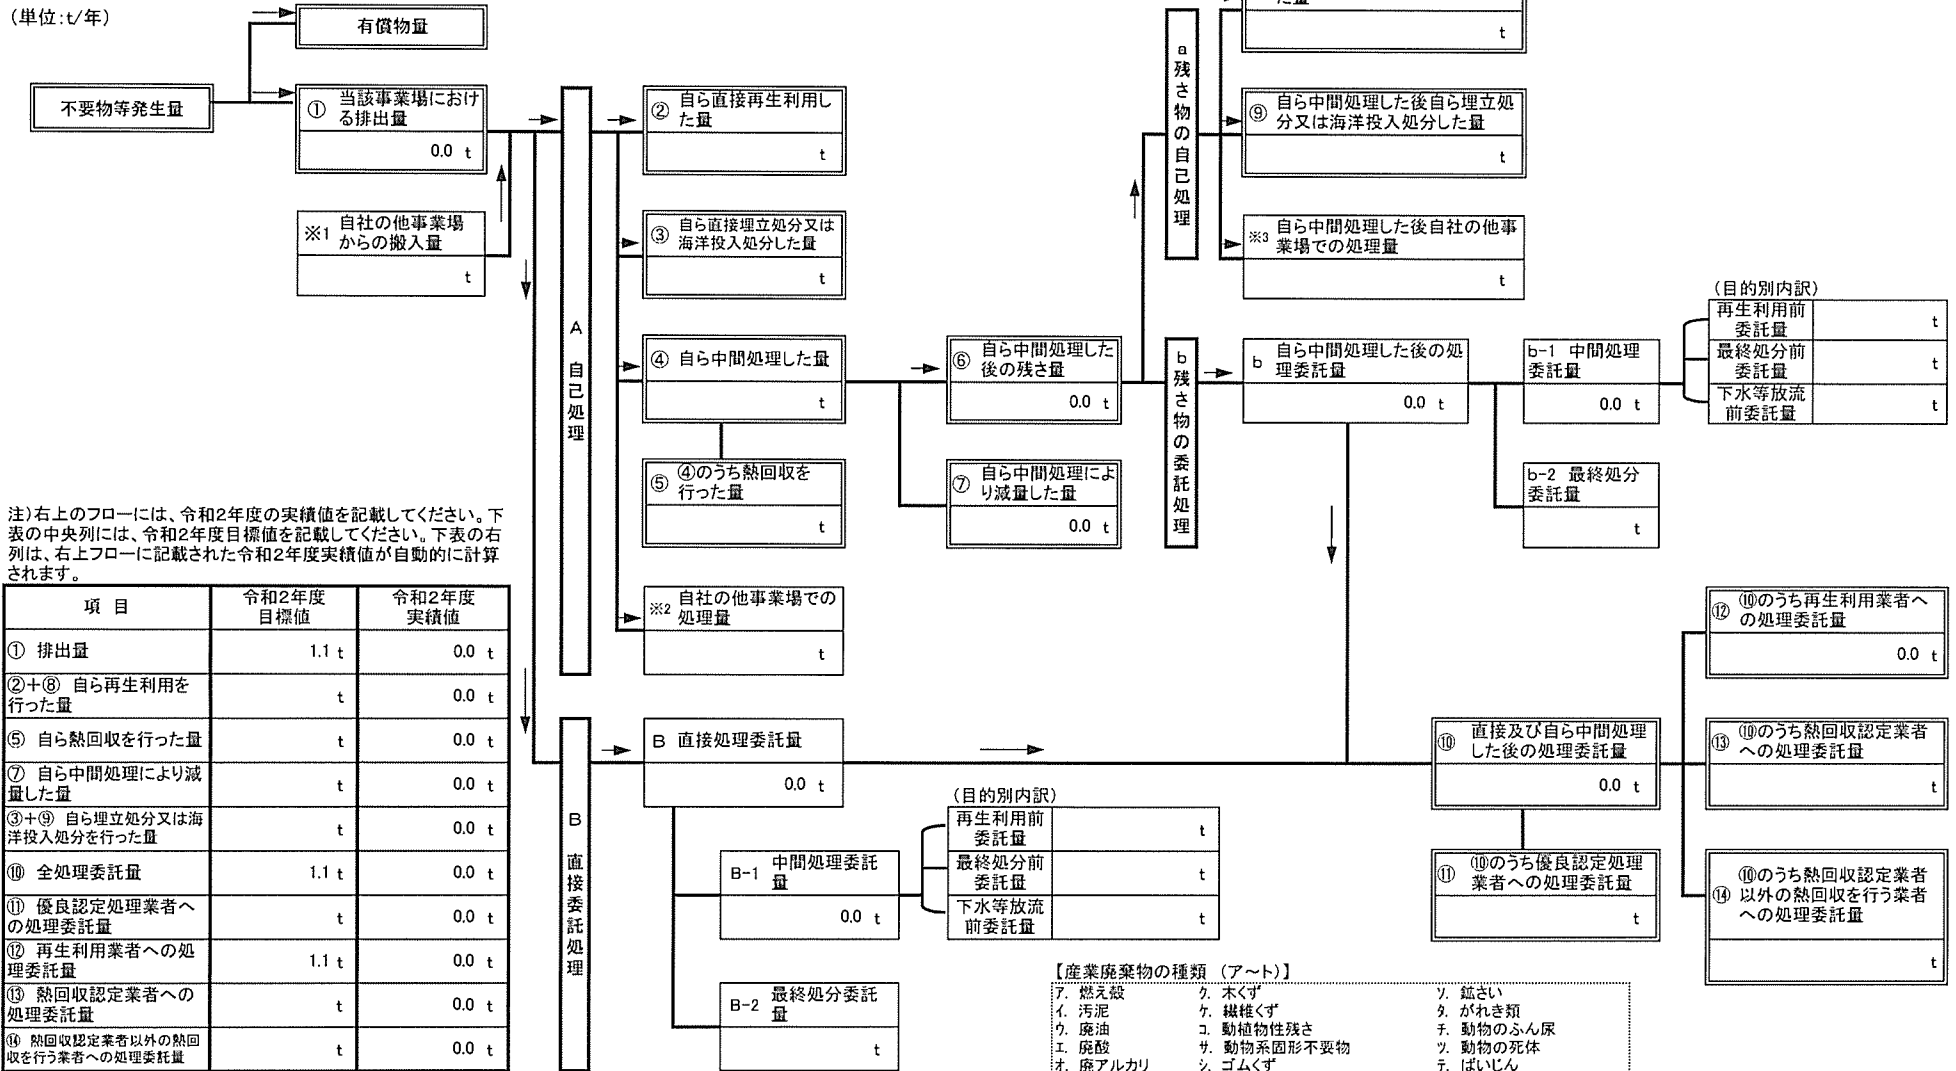 (単位:t/年)
有償物量
不要物等発生量
① 当該事業場におけ
る排出量
0.0 t
※1 自社の他事業場
からの搬入量
t
A 自己処理
② 自ら直接再生利用し
た量
t
③ 自ら直接埋立処分又は
海洋投入処分した量
t
④ 自ら中間処理した量
t
⑤ ④のうち熱回収を
行った量
t
※2 自社の他事業場での
処理量
t
⑥ 自ら中間処理した
後の残さ量
0.0 t
⑦ 自ら中間処理によ
り減量した量
0.0 t
a 残さ物の自己処理
た量
t
⑨ 自ら中間処理した後自ら埋立処
分又は海洋投入処分した量
t
※3 自ら中間処理した後自社の他事
業場での処理量
t
b 残さ物の委託処理
b 自ら中間処理した後の処
理委託量
0.0 t
b-1 中間処理
委託量
0.0 t
b-2 最終処分
委託量
t
(目的別内訳)
再生利用前
委託量
t
最終処分前
委託量
t
下水等放流
前委託量
t
注)右上のフローには、令和2年度の実績値を記載してください。下
表の中央列には、令和2年度目標値を記載してください。下表の右
列は、右上フローに記載された令和2年度実績値が自動的に計算
されます。
項 目
令和2年度
目標値
令和2年度
実績値
① 排出量
1.1 t
0.0 t
②+⑧ 自ら再生利用を
行った量
t
0.0 t
⑤ 自ら熱回収を行った量
t
0.0 t
⑦ 自ら中間処理により減
量した量
t
0.0 t
③+⑨ 自ら埋立処分又は海
洋投入処分を行った量
t
0.0 t
⑩ 全処理委託量
1.1 t
0.0 t
⑪ 優良認定処理業者へ
の処理委託量
t
0.0 t
⑫ 再生利用業者への処
理委託量
1.1 t
0.0 t
⑬ 熱回収認定業者への
処理委託量
t
0.0 t
⑭ 熱回収認定業者以外の熱回
収を行う業者への処理委託量
t
0.0 t
B 直接委託処理
B 直接処理委託量
0.0 t
B-1 中間処理委託
量
0.0 t
B-2 最終処分委託
量
t
(目的別内訳)
再生利用前
委託量
t
最終処分前
委託量
t
下水等放流
前委託量
t
⑩ 直接及び自ら中間処理
した後の処理委託量
0.0 t
⑪ ⑩のうち優良認定処理
業者への処理委託量
t
⑫ ⑩のうち再生利用業者へ
の処理委託量
0.0 t
⑬ ⑩のうち熱回収認定業者
への処理委託量
t
⑭ ⑩のうち熱回収認定業者
以外の熱回収を行う業者
への処理委託量
t
【産業廃棄物の種類 (ア~ト)】
ア. 燃え殻
イ. 汚泥
ウ. 廃油
エ. 廃酸
オ. 廃アルカリ
ク. 木くず
ケ. 繊維くず
コ. 動植物性残さ
サ. 動物系固形不要物
シ. ゴムくず
ソ. 鉱さい
タ. がれき類
チ. 動物のふん尿
ツ. 動物の死体
テ. ばいじん